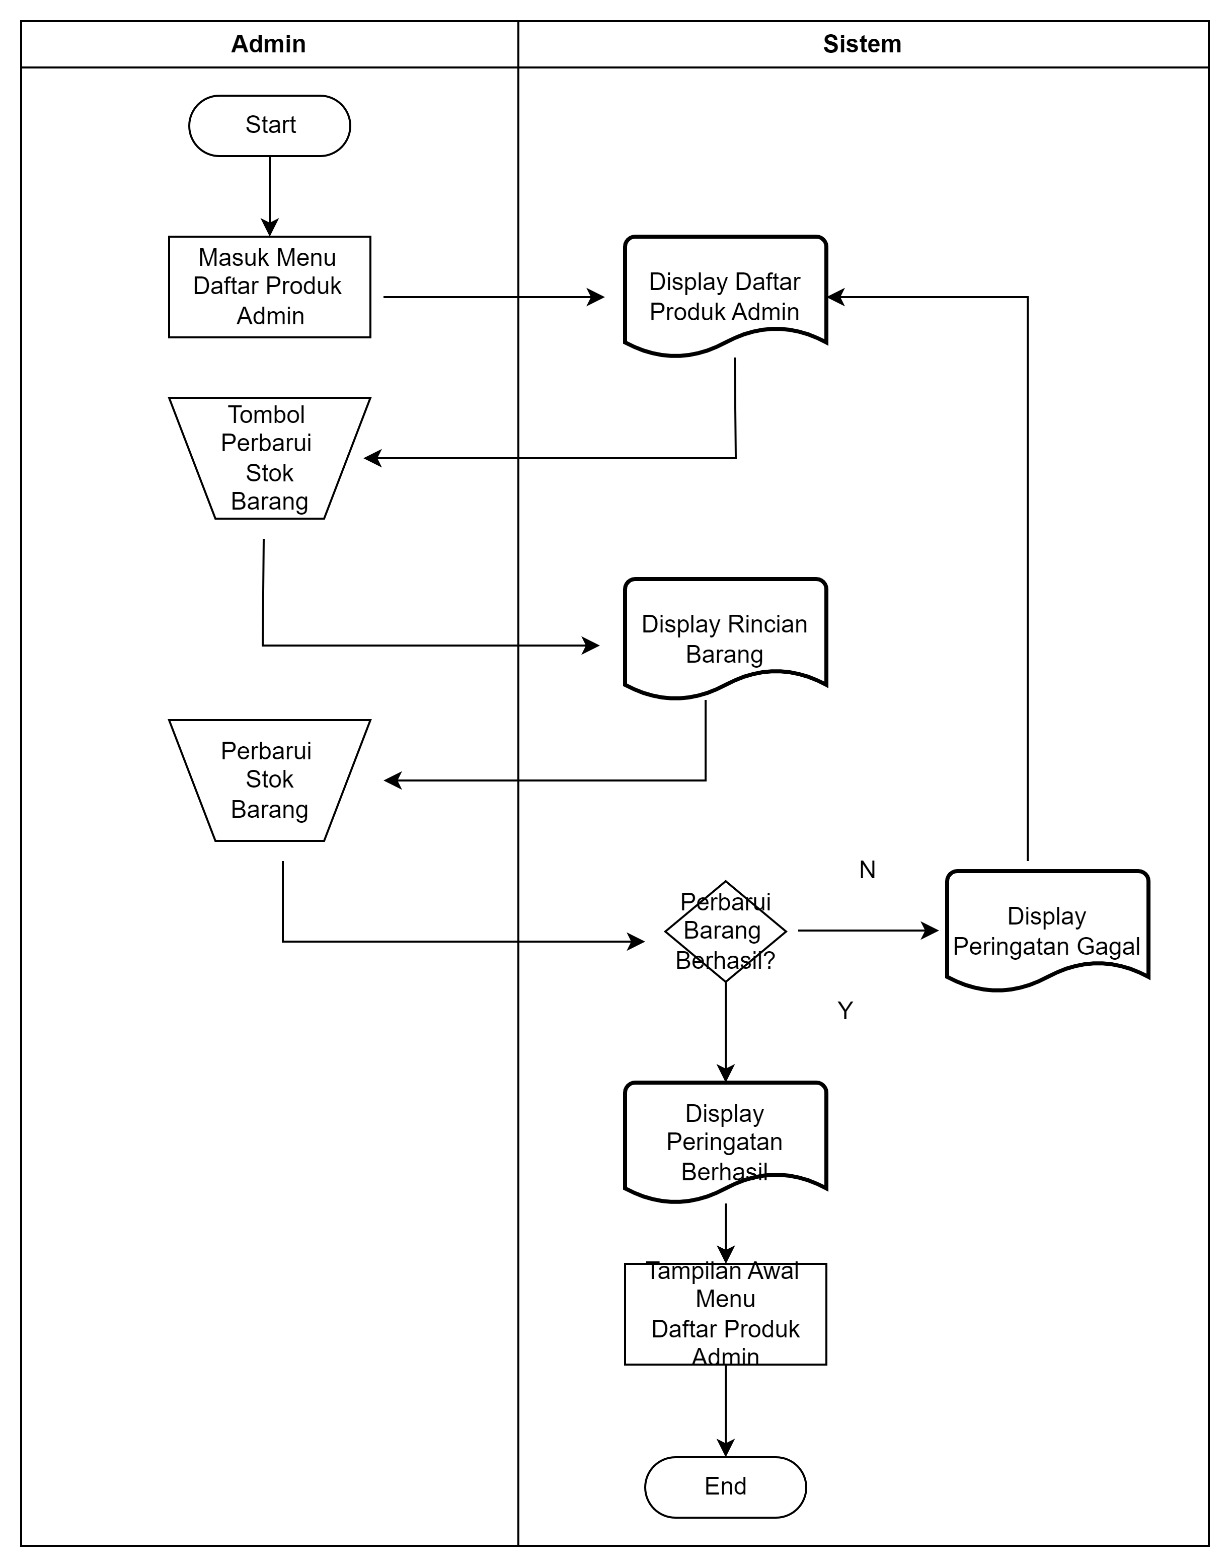 Admin
Sistem
Start
Masuk Menu
Daftar Produk
Admin
Display Daftar
Produk Admin
Tombol
Perbarui
Stok
Barang
Display Rincian
Barang
Perbarui
Stok
Barang
Perbarui
Barang
Berhasil?
N
Display
Peringatan Gagal
Y
Display
Peringatan
Berhasil
Tampilan Awal
Menu
Daftar Produk
Admin
End